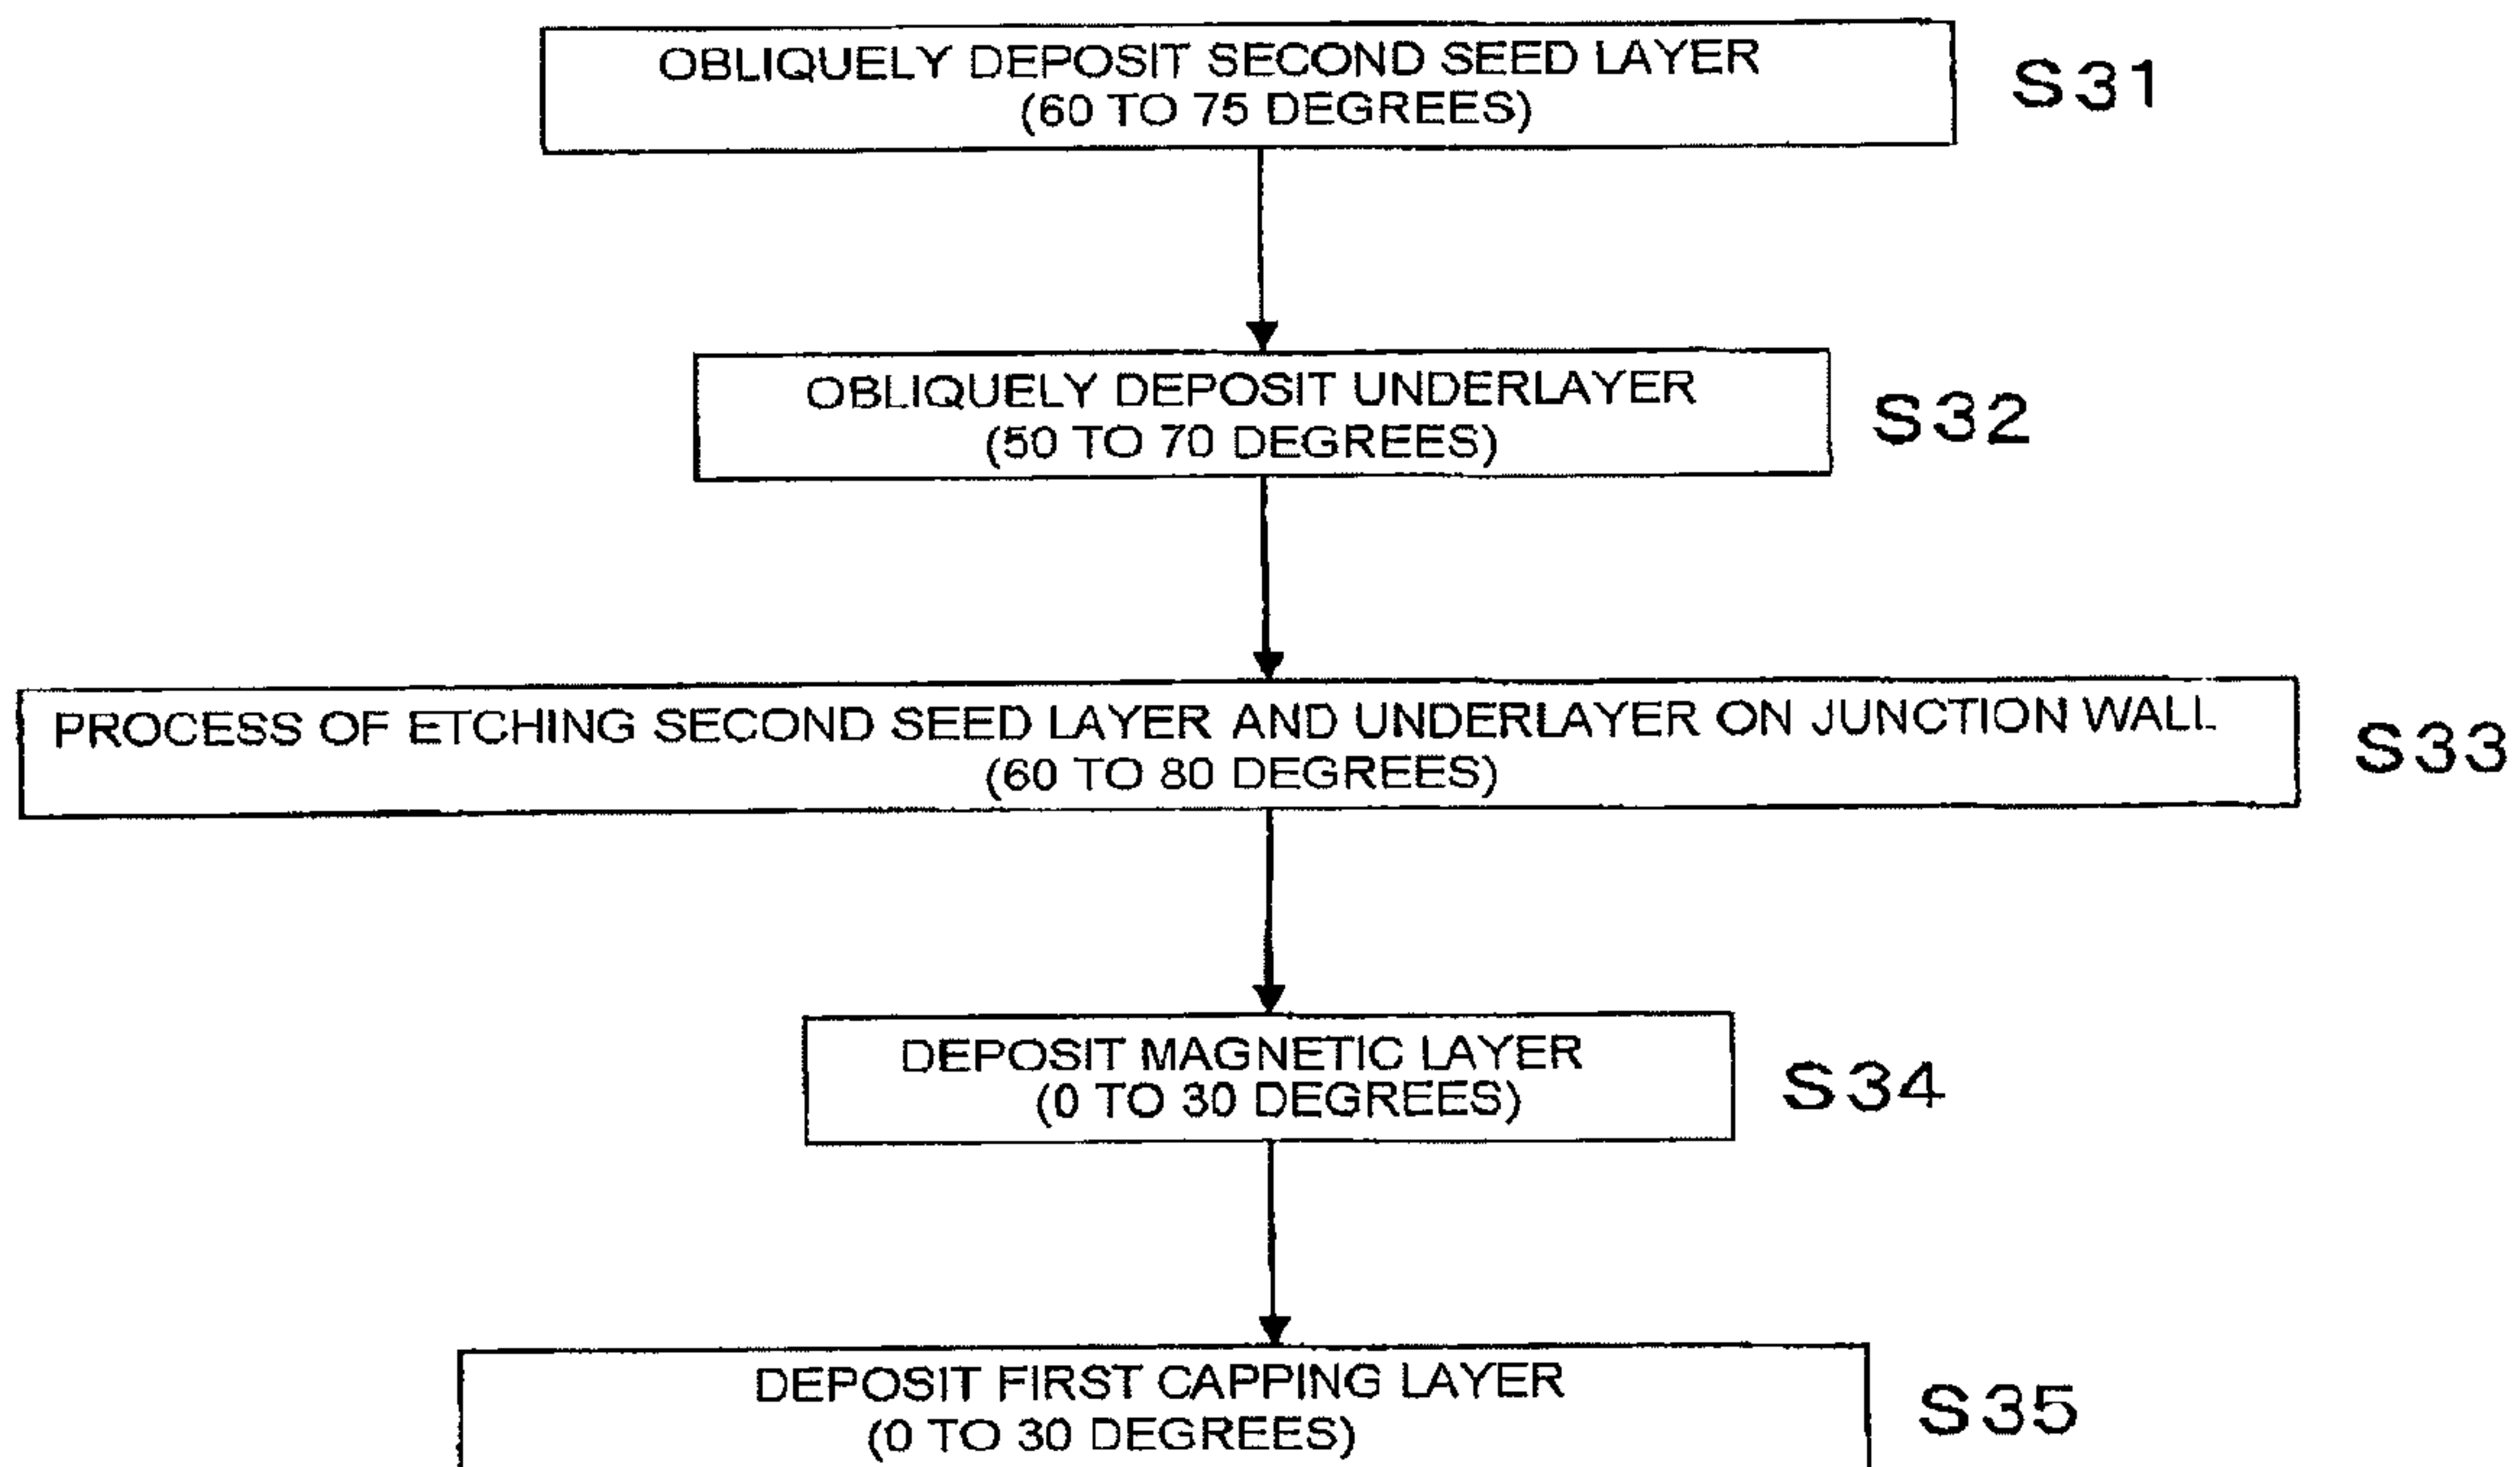 OBLIQUELY DEPOSIT SECOND SEED LAYER
(60 TO 75 DEGREES)
S31
OBLIQUELY DEPOSIT UNDERLAYER
(50 TO 70 DEGREES)
S32
PROCESS OF ETCHING SECOND SEED LAYER AND UNDERLAYER ON JUNCTION WALL
(60 TO 80 DEGREES)
S33
DEPOSIT MAGNETIC LAYER
(0 TO 30 DEGREES)
S34
DEPOSIT FIRST CAPPING LAYER
(0 TO 30 DEGREES)
S35